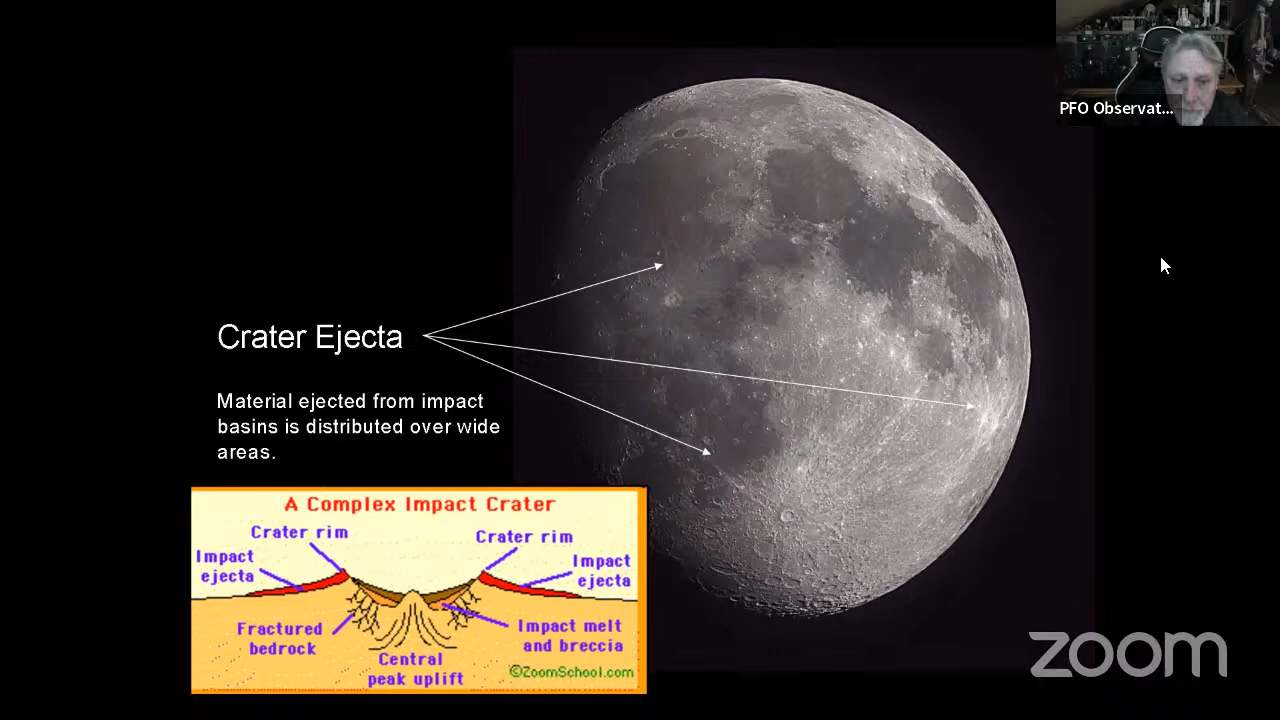 PFO Observat...
Crater Ejecta
Material ejected from impact
basins is distributed over wide
areas.
A Complex Impact Crater
Crater rim
Crater rim
Impact
ejecta
Impact
ejecta
Fractured
bedrock
Impact melt
and breccia
Central
peak uplift
©ZoomSchool.com
zoom